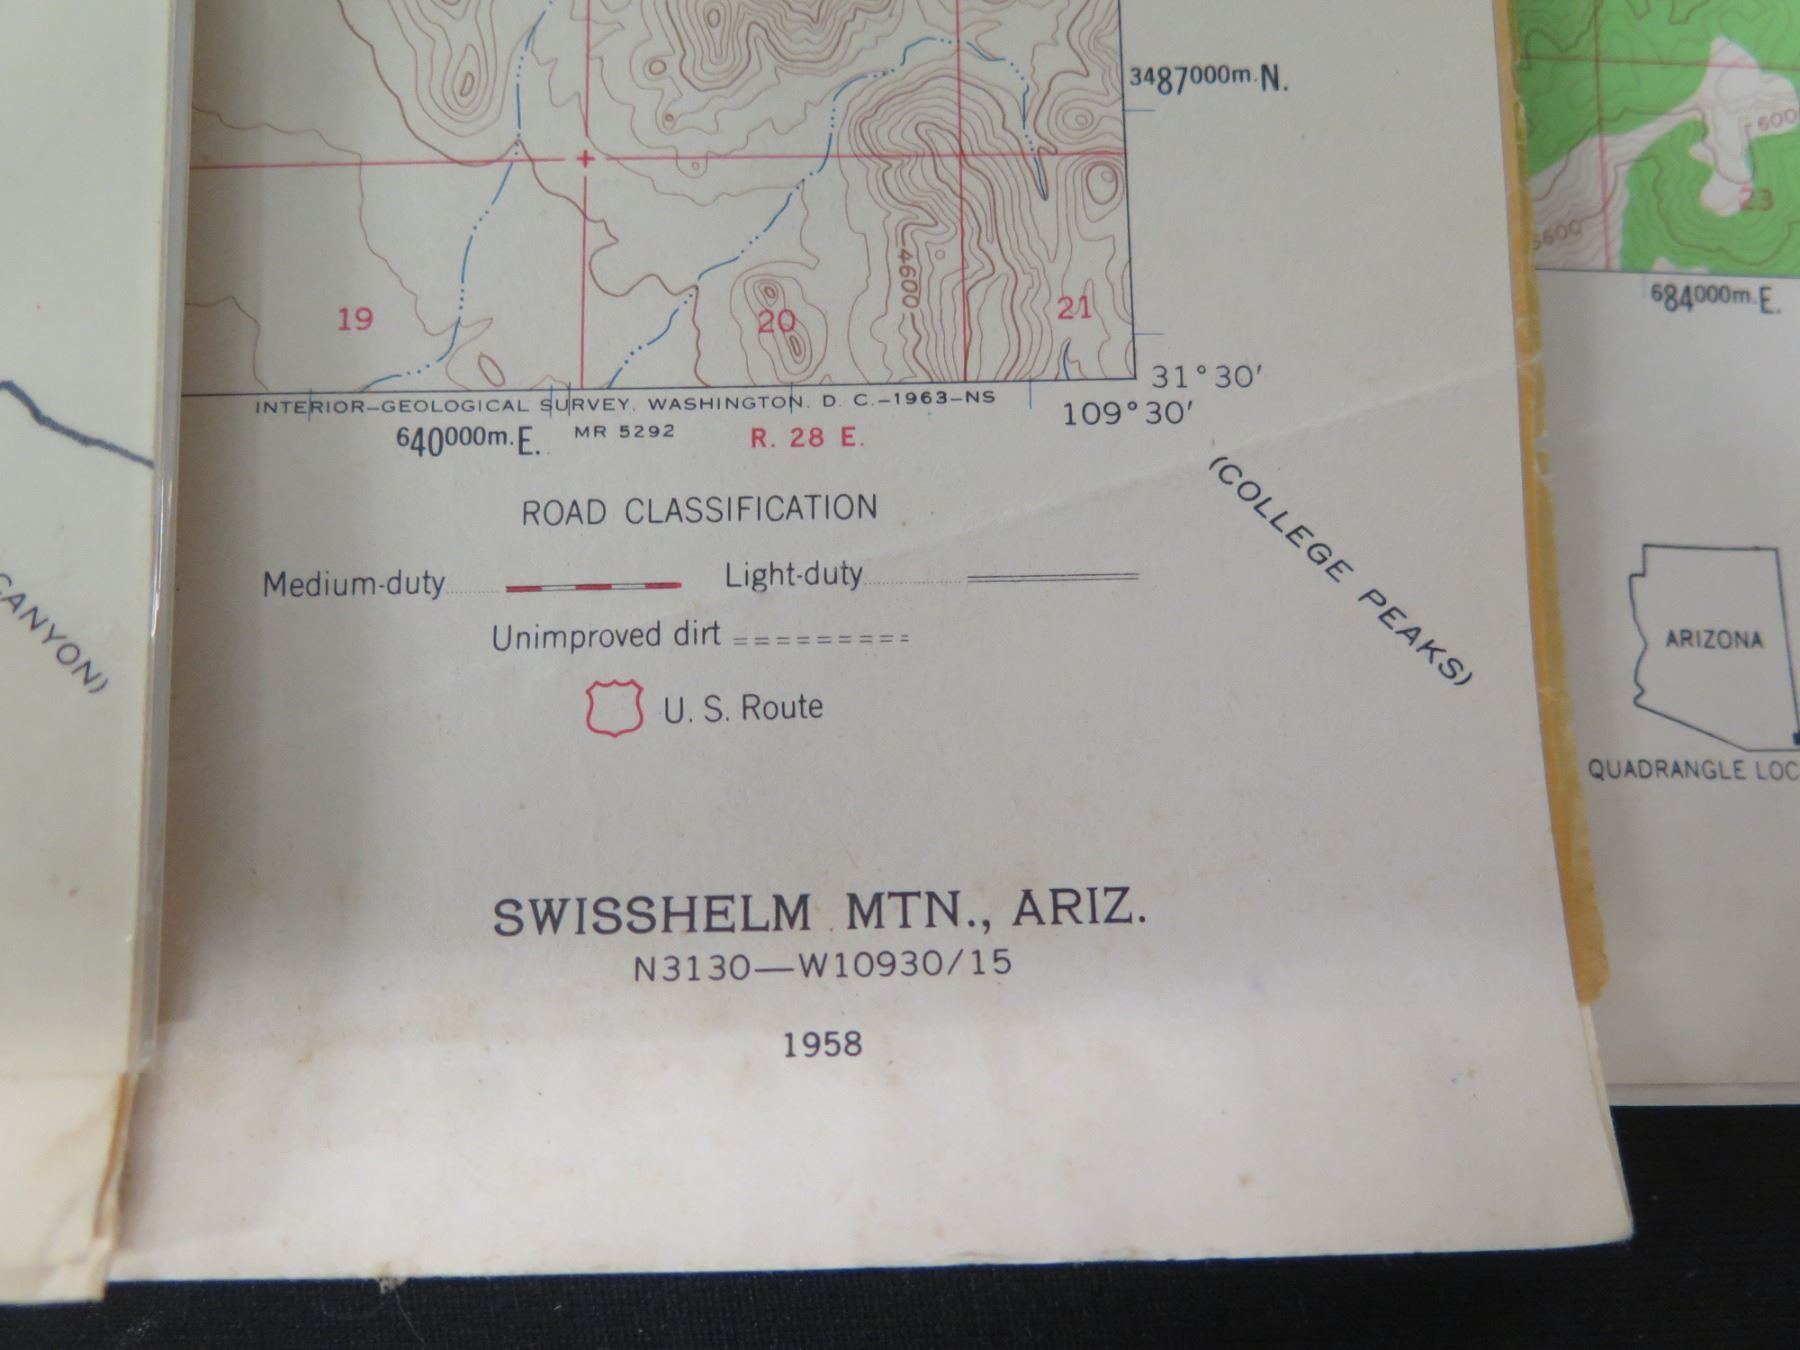 3487000m.N.
600
23
6600
684000m.E.
4600
19
20
21
31°30′
INTERIOR—GEOLOGICAL SURVEY, WASHINGTON, D. C.—1963—NS
109°30′
640000m.E.
MR 5292
R. 28 E.
(COLLEGE PEAKS)
ROAD CLASSIFICATION
Medium-duty
Light-duty
Unimproved dirt
U. S. Route
CANYON)
ARIZONA
QUADRANGLE LOC
SWISSHELM MTN., ARIZ.
N3130—W10930/15
1958